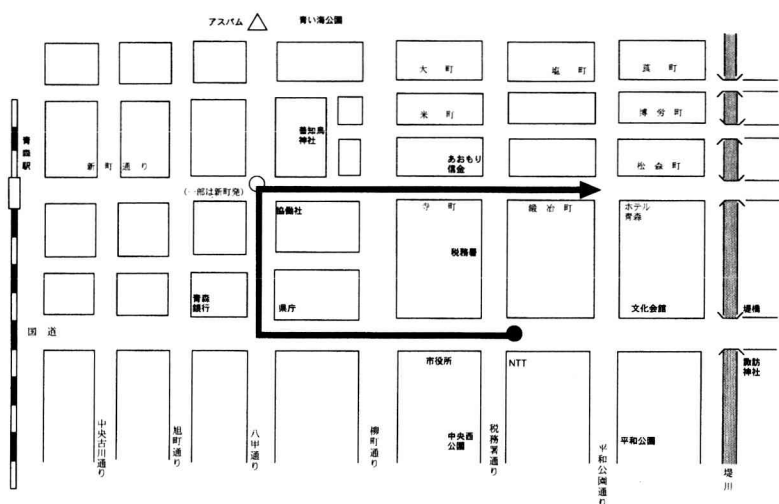 アスパム
青い海公園
大町
塩町
莨町
米町
博労町
善知鳥
神社
青森駅
新町通り
あおもり
信金
松森町
(一部は新町発)
協働社
寺町
鍛冶町
ホテル
青森
税務署
青森
銀行
県庁
文化会館
堤橋
国道
市役所
NTT
諏訪
神社
中央西
公園
平和公園
中央古川通り
旭町通り
八甲通り
柳町通り
税務署通り
平和公園通り
堤川